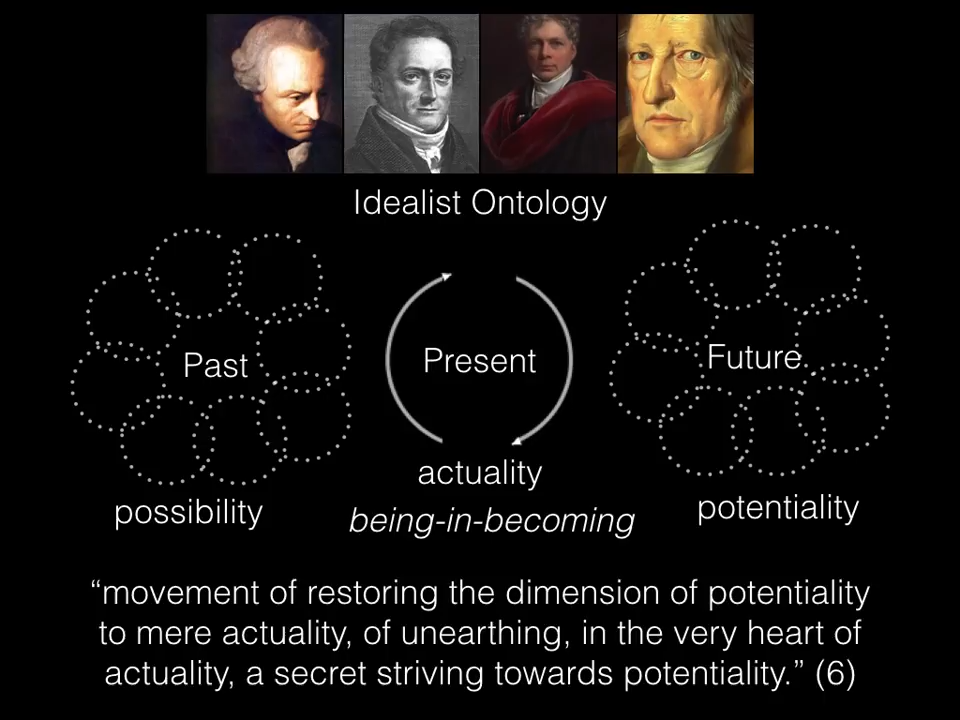 Idealist Ontology
Past
Present
Future
possibility
actuality
being-in-becoming
potentiality
“movement of restoring the dimension of potentiality
to mere actuality, of unearthing, in the very heart of
actuality, a secret striving towards potentiality.” (6)